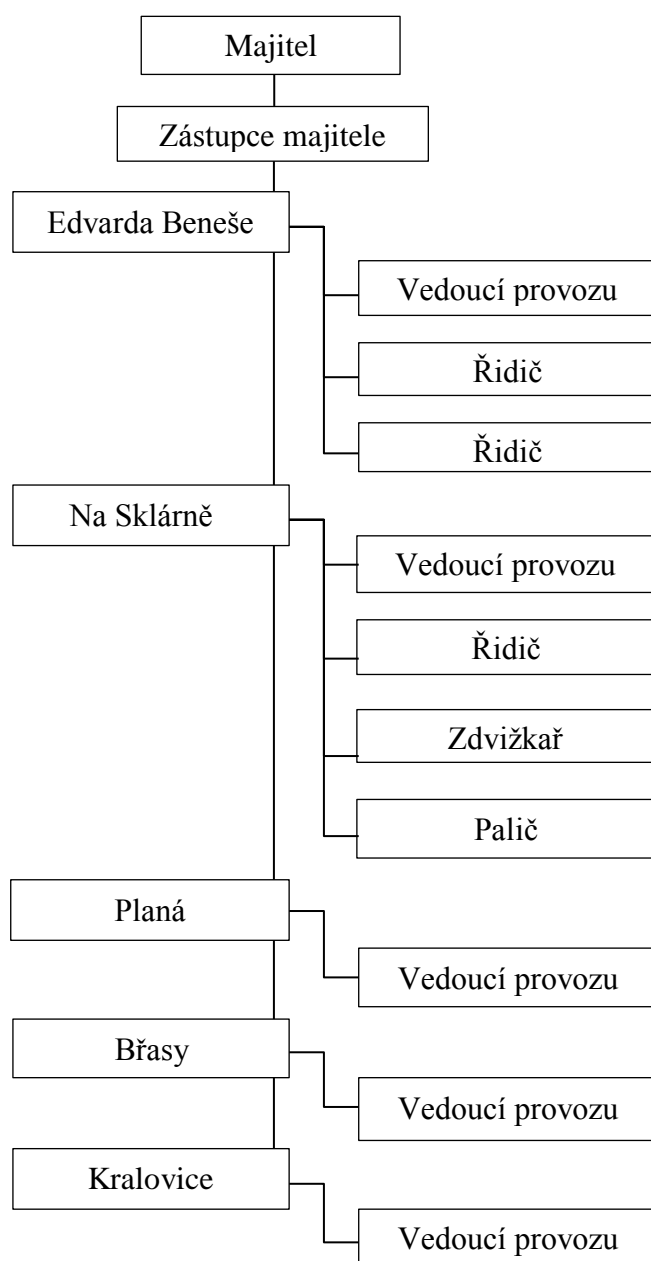 Majitel
Zástupce majitele
Edvarda Beneše
Vedoucí provozu
Řidič
Řidič
Na Sklárně
Vedoucí provozu
Řidič
Zdvižkař
Palič
Planá
Vedoucí provozu
Břasy
Vedoucí provozu
Kralovice
Vedoucí provozu